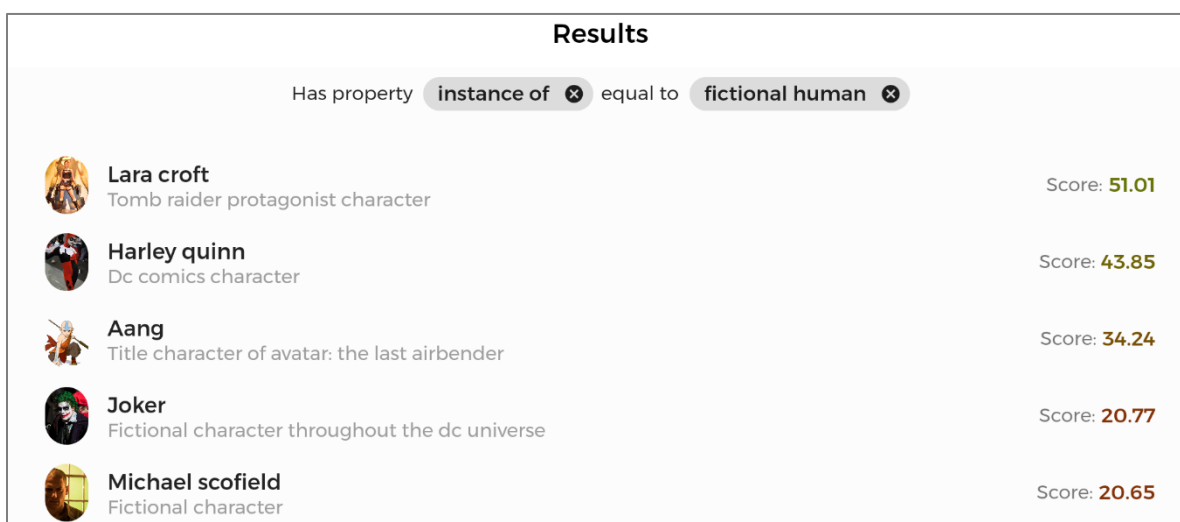 Results
Has property instance of equal to fictional human
Lara croft
Tomb raider protagonist character
Score: 51.01
Harley quinn
Dc comics character
Score: 43.85
Aang
Title character of avatar: the last airbender
Score: 34.24
Joker
Fictional character throughout the dc universe
Score: 20.77
Michael scofield
Fictional character
Score: 20.65